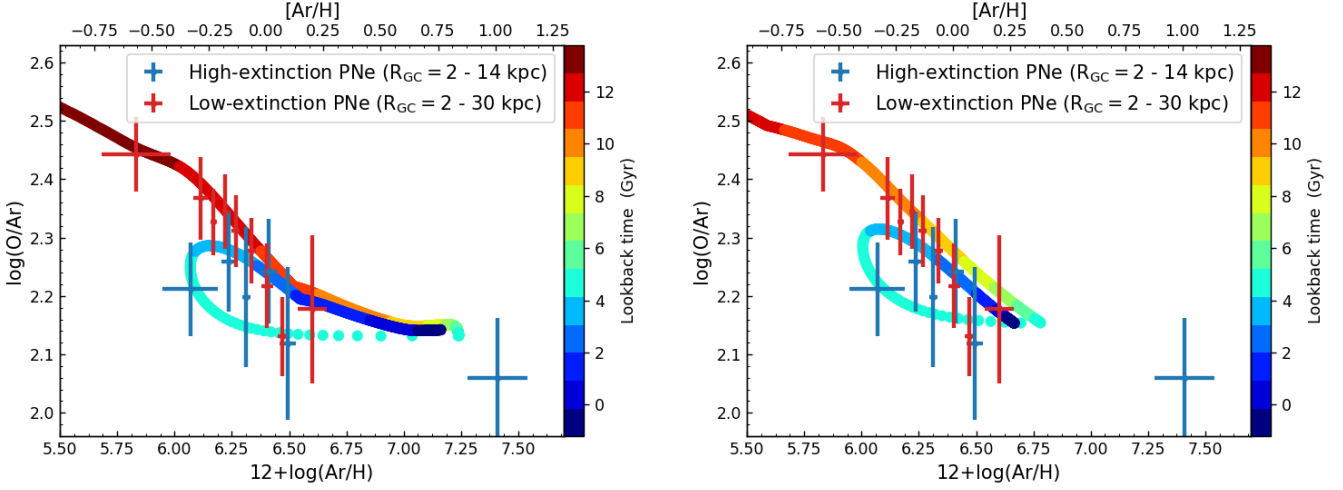 [Ar/H]
−0.75 −0.50 −0.25 0.00 0.25 0.50 0.75 1.00 1.25
2.6
2.5
2.4
2.3
2.2
2.1
2.0
log(O/Ar)
High-extinction PNe (R_GC = 2 - 14 kpc)
Low-extinction PNe (R_GC = 2 - 30 kpc)
5.50 5.75 6.00 6.25 6.50 6.75 7.00 7.25 7.50
12+log(Ar/H)
12
10
8
6
4
2
0
Lookback time (Gyr)
[Ar/H]
−0.75 −0.50 −0.25 0.00 0.25 0.50 0.75 1.00 1.25
2.6
2.5
2.4
2.3
2.2
2.1
2.0
log(O/Ar)
High-extinction PNe (R_GC = 2 - 14 kpc)
Low-extinction PNe (R_GC = 2 - 30 kpc)
5.50 5.75 6.00 6.25 6.50 6.75 7.00 7.25 7.50
12+log(Ar/H)
12
10
8
6
4
2
0
Lookback time (Gyr)